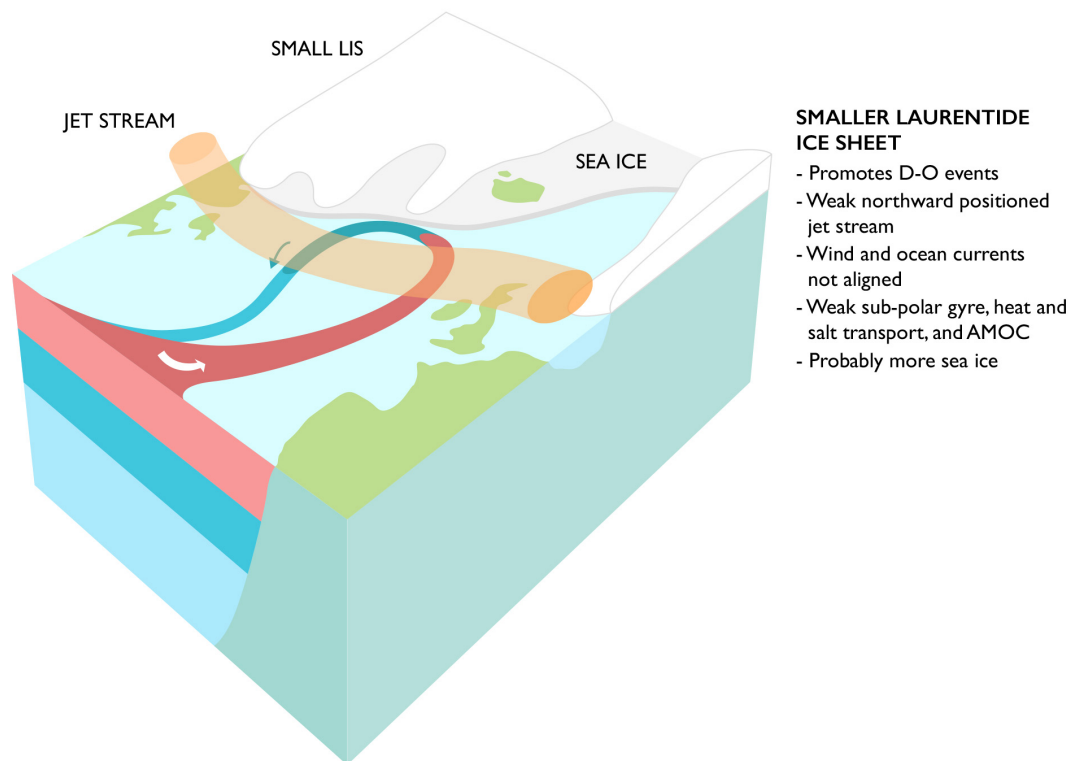 SMALL LIS
JET STREAM
SEA ICE
SMALLER LAURENTIDE
ICE SHEET
- Promotes D-O events
- Weak northward positioned
jet stream
- Wind and ocean currents
not aligned
- Weak sub-polar gyre, heat and
salt transport, and AMOC
- Probably more sea ice